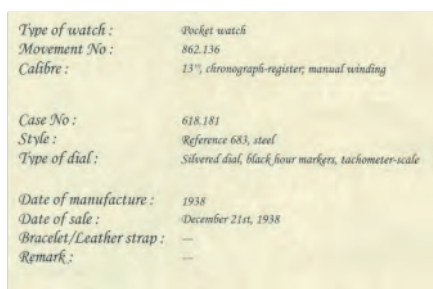 Type of watch : Pocket watch
Movement No : 862.136
Calibre : 13''', chronograph-register; manual winding
Case No : 618.181
Style : Reference 683, steel
Type of dial : Silvered dial, black hour markers, tachometer-scale
Date of manufacture : 1938
Date of sale : December 21st, 1938
Bracelet/Leather strap : —
Remark : —